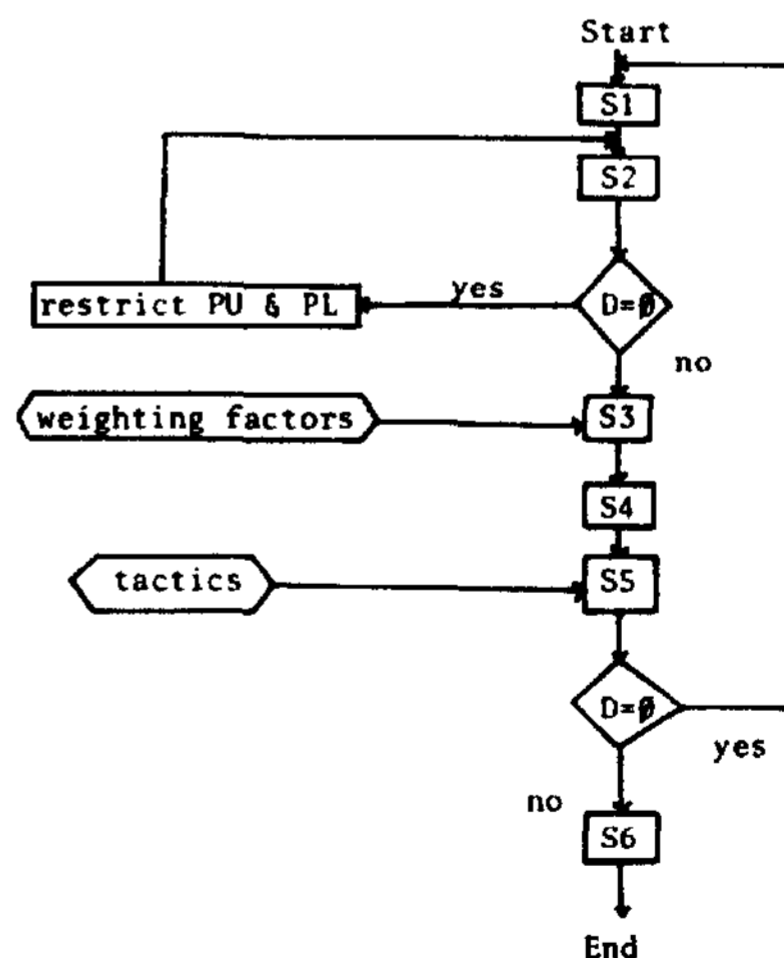 Start
S1
S2
restrict PU & PL
yes
D=∅
no
weighting factors
S3
S4
tactics
S5
D=∅
yes
no
S6
End